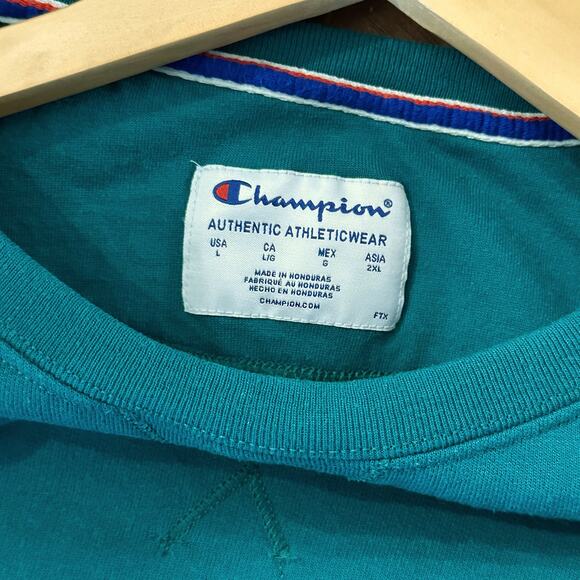 Champion®
AUTHENTIC ATHLETICWEAR
USA CA MEX ASIA
L L/G G 2XL
MADE IN HONDURAS
FABRIQUÉ AU HONDURAS
HECHO EN HONDURAS
CHAMPION.COM
FTX